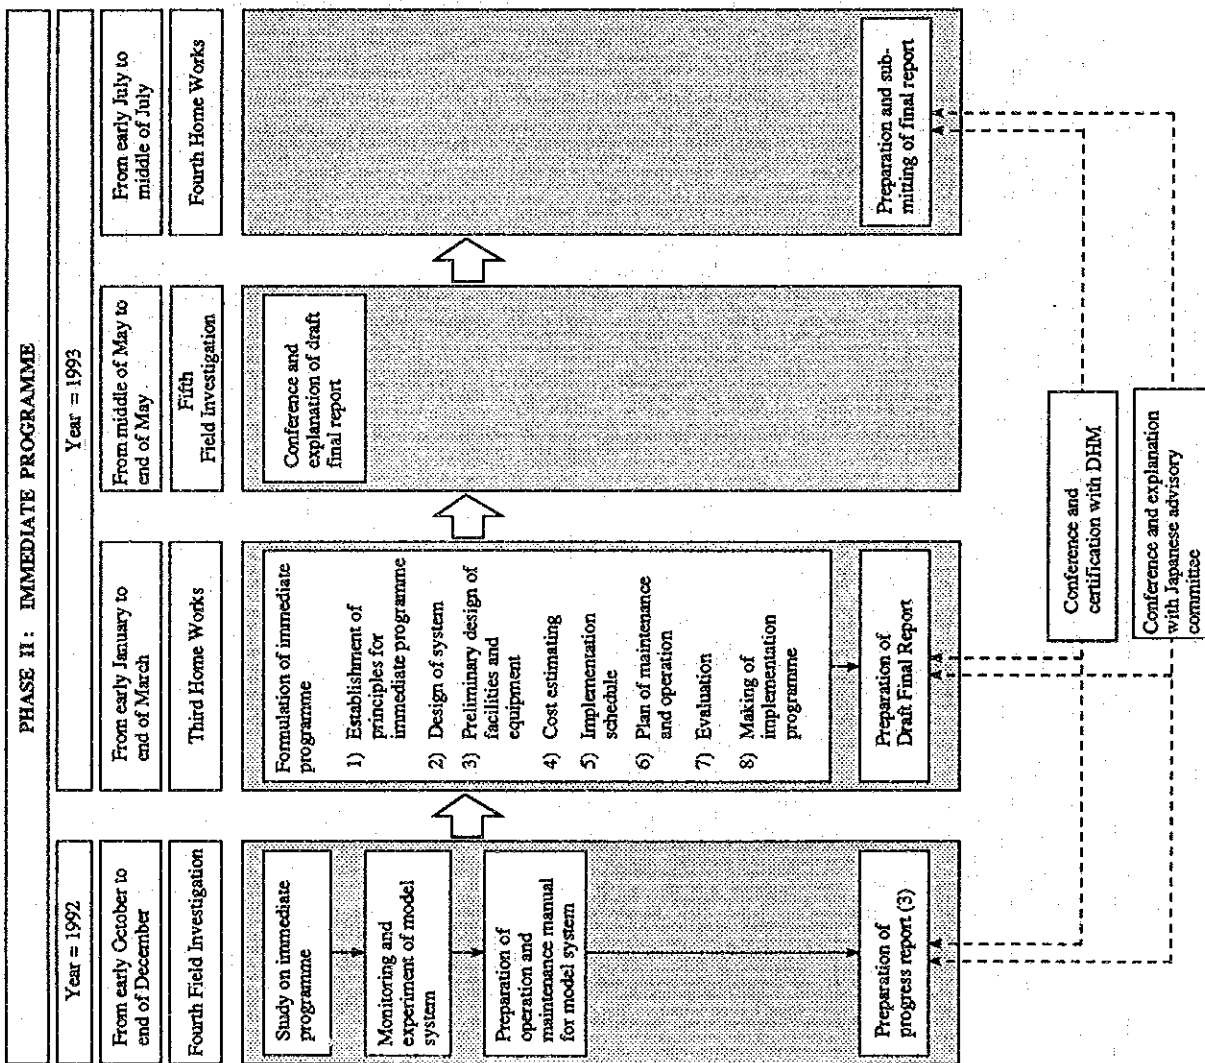 PHASE II : IMMEDIATE PROGRAMME
Year = 1992
Year = 1993
From early October to
end of December
From early January to
end of March
From middle of May to
end of May
From early July to
middle of July
Fourth Field Investigation
Third Home Works
Fifth
Field Investigation
Fourth Home Works
Study on immediate
programme
Monitoring and
experiment of model
system
Preparation of
operation and
maintenance manual
for model system
Preparation of
progress report (3)
Formulation of immediate
programme
1) Establishment of
principles for
immediate programme
2) Design of system
3) Preliminary design of
facilities and
equipment
4) Cost estimating
5) Implementation
schedule
6) Plan of maintenance
and operation
7) Evaluation
8) Making of
implementation
programme
Preparation of
Draft Final Report
Conference and
explanation of draft
final report
Preparation and sub-
mitting of final report
Conference and
certification with DHM
Conference and explanation
with Japanese advisory
committee